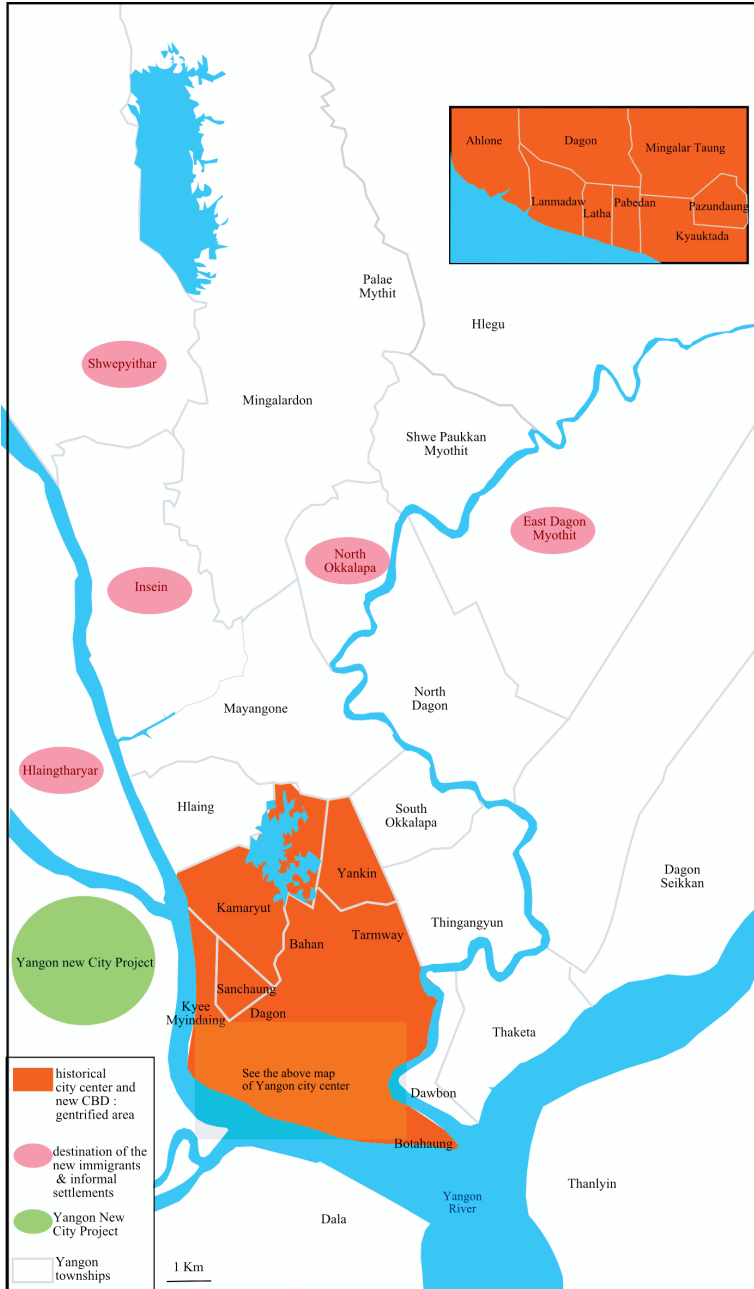 Ahlone
Dagon
Mingalar Taung
Lanmadaw
Latha
Pabedan
Pazundaung
Kyauktada
Palae
Mythit
Hlegu
Shwepyithar
Mingalardon
Shwe Paukkan
Myothit
East Dagon
Myothit
North
Okkalapa
Insein
North
Dagon
Mayangone
Hlaingtharyar
Hlaing
South
Okkalapa
Yankin
Dagon
Seikkan
Kamaryut
Thingangyun
Tarmway
Bahan
Yangon new City Project
Sanchaung
Kyee
Myindaing
Dagon
Thaketa
See the above map
of Yangon city center
Dawbon
Botahaung
Thanlyin
Yangon
River
Dala
historical
city center and
new CBD :
gentrified area
destination of the
new immigrants
& informal
settlements
Yangon New
City Project
Yangon
townships
1 Km